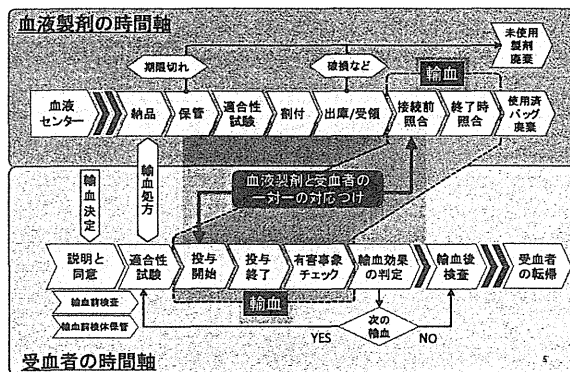 血液製剤の時間軸
未使用
製剤
廃棄
期限切れ
破損など
輸血
血液
センター
納品
保管
適合性
試験
割付
出庫/受領
接続前
照合
終了時
照合
使用済
バッグ
廃棄
輸血決定
輸血処方
血液製剤と受血者の
一対一の対応つけ
説明と
同意
適合性
試験
投与
開始
投与
終了
有害事象
チェック
輸血効果
の判定
輸血後
検査
受血者
の転帰
輸血前検査
輸血前検体保管
輸血
YES
次の
輸血
NO
受血者の時間軸
5